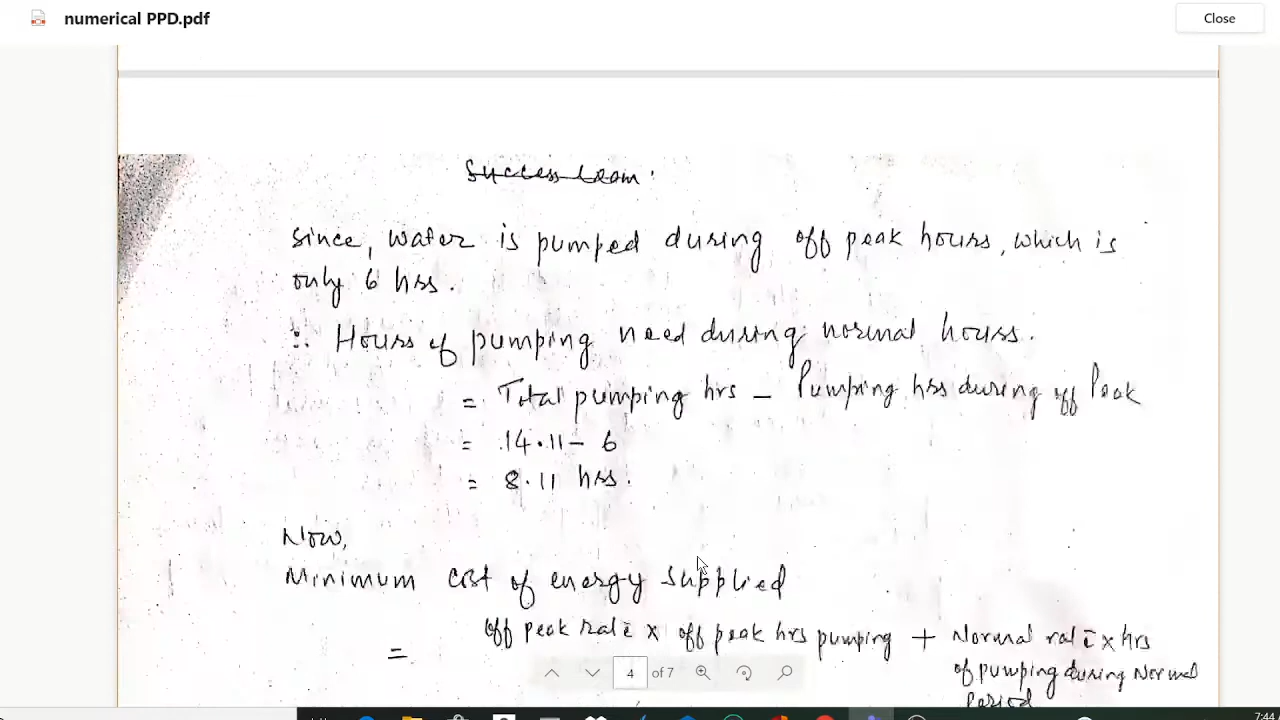 numerical PPD.pdf
Close
since, water is pumped during off peak hours, which is
only 6 hrs.
∴ Hours of pumping need during normal hours.
= Total pumping hrs - Pumping hrs during off Peak
= 14.11 - 6
= 8.11 hrs.
Now,
Minimum cost of energy supplied
= off peak rate x off peak hrs pumping + Normal rate x hrs
of pumping during Normal
Period
4 of 7
7:44